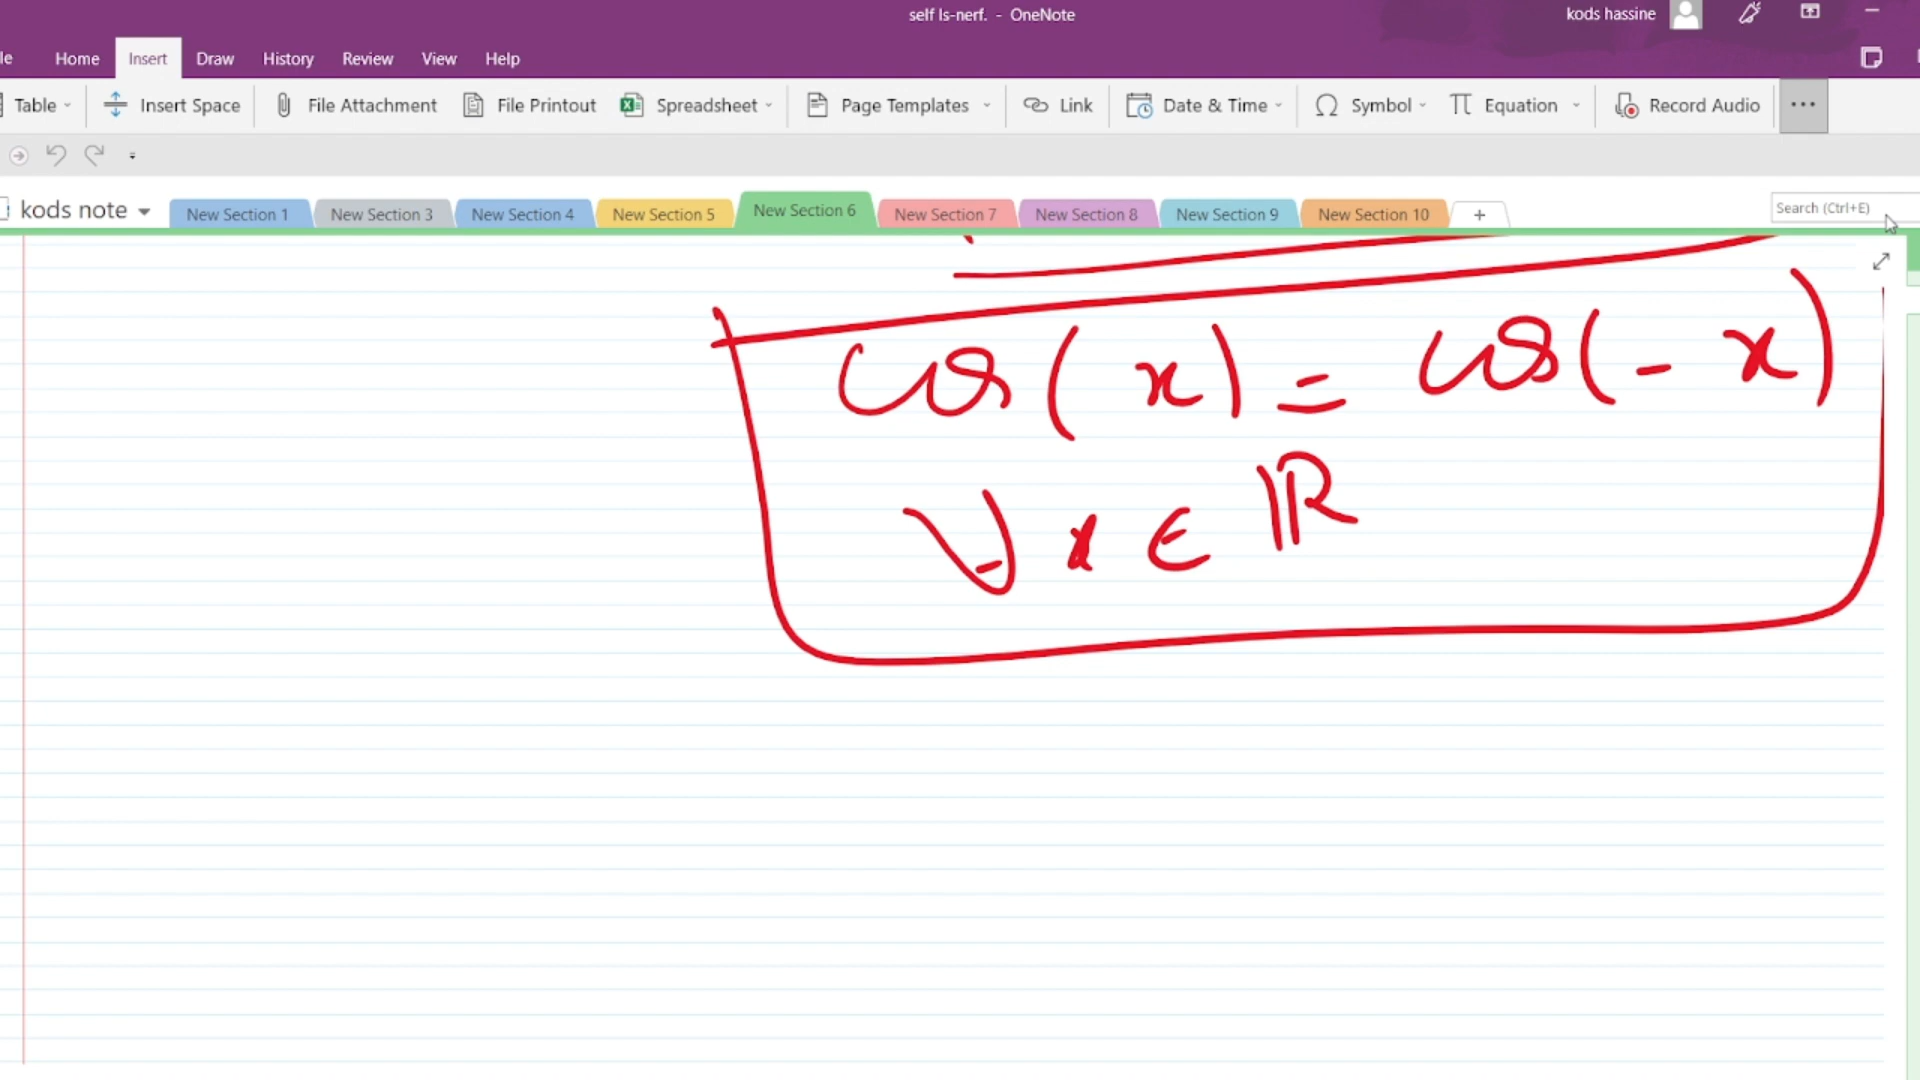 self ls-nerf. - OneNote
kods hassine
le Home Insert Draw History Review View Help
Table Insert Space File Attachment File Printout Spreadsheet Page Templates Link Date & Time Symbol Equation Record Audio
kods note New Section 1 New Section 3 New Section 4 New Section 5 New Section 6 New Section 7 New Section 8 New Section 9 New Section 10 + Search (Ctrl+E)
cos(x) = cos(-x)
∀ x ∈ ℝ